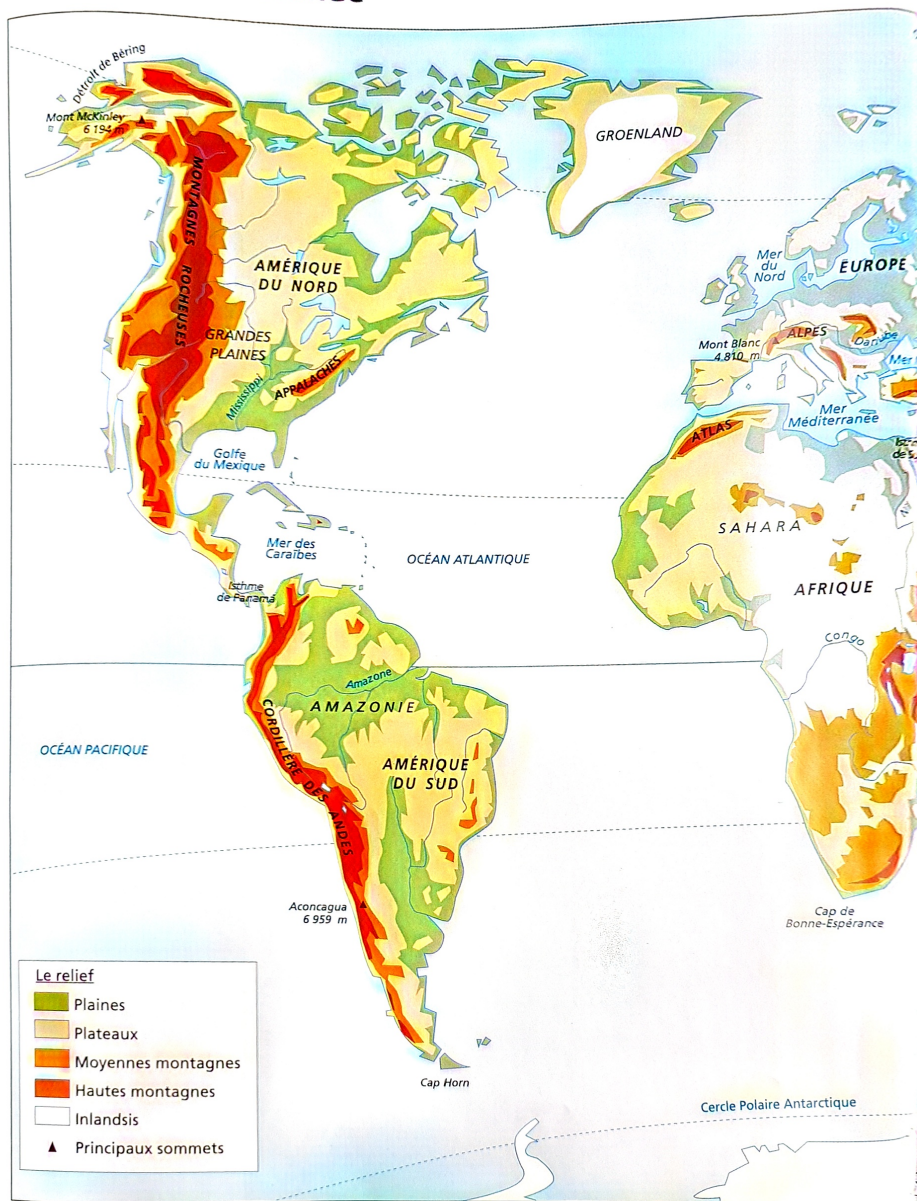 Détroit de Béring
Mont McKinley
6 194 m
MONTAGNES ROCHEUSES
GROENLAND
AMÉRIQUE
DU NORD
GRANDES
PLAINES
Mississippi
APPALACHES
Golfe
du Mexique
Mer des
Caraïbes
Isthme
de Panamá
OCÉAN ATLANTIQUE
Mer
du
Nord
EUROPE
Mont Blanc
4 810 m
ALPES
Danube
Mer
Mer
Méditerranée
ATLAS
SAHARA
AFRIQUE
Congo
Amazone
AMAZONIE
CORDILLÈRE DES ANDES
AMÉRIQUE
DU SUD
OCÉAN PACIFIQUE
Aconcagua
6 959 m
Cap de
Bonne-Espérance
Cap Horn
Cercle Polaire Antarctique
Le relief
Plaines
Plateaux
Moyennes montagnes
Hautes montagnes
Inlandsis
Principaux sommets